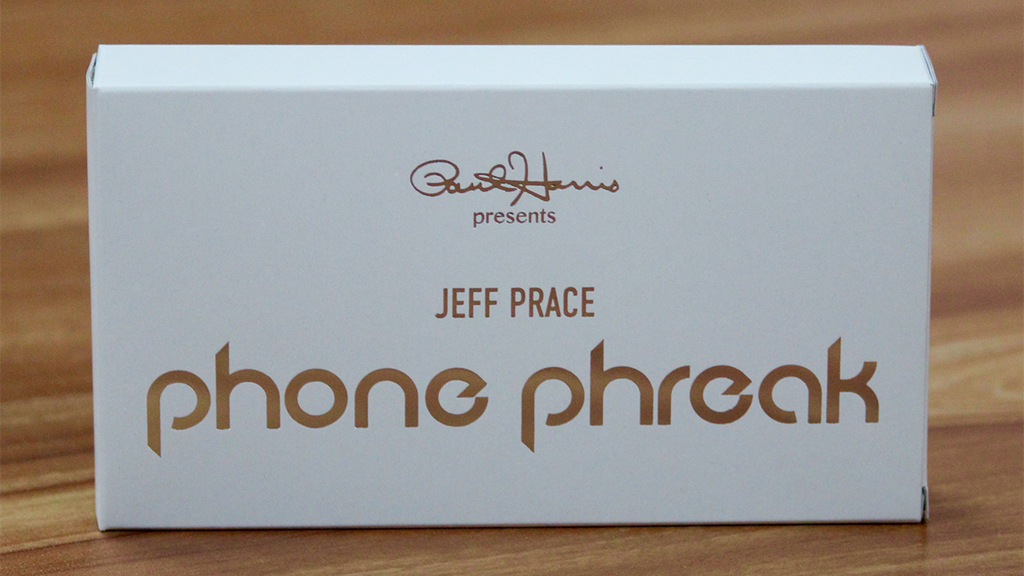 Paul Harris
presents
JEFF PRACE
phone phreak